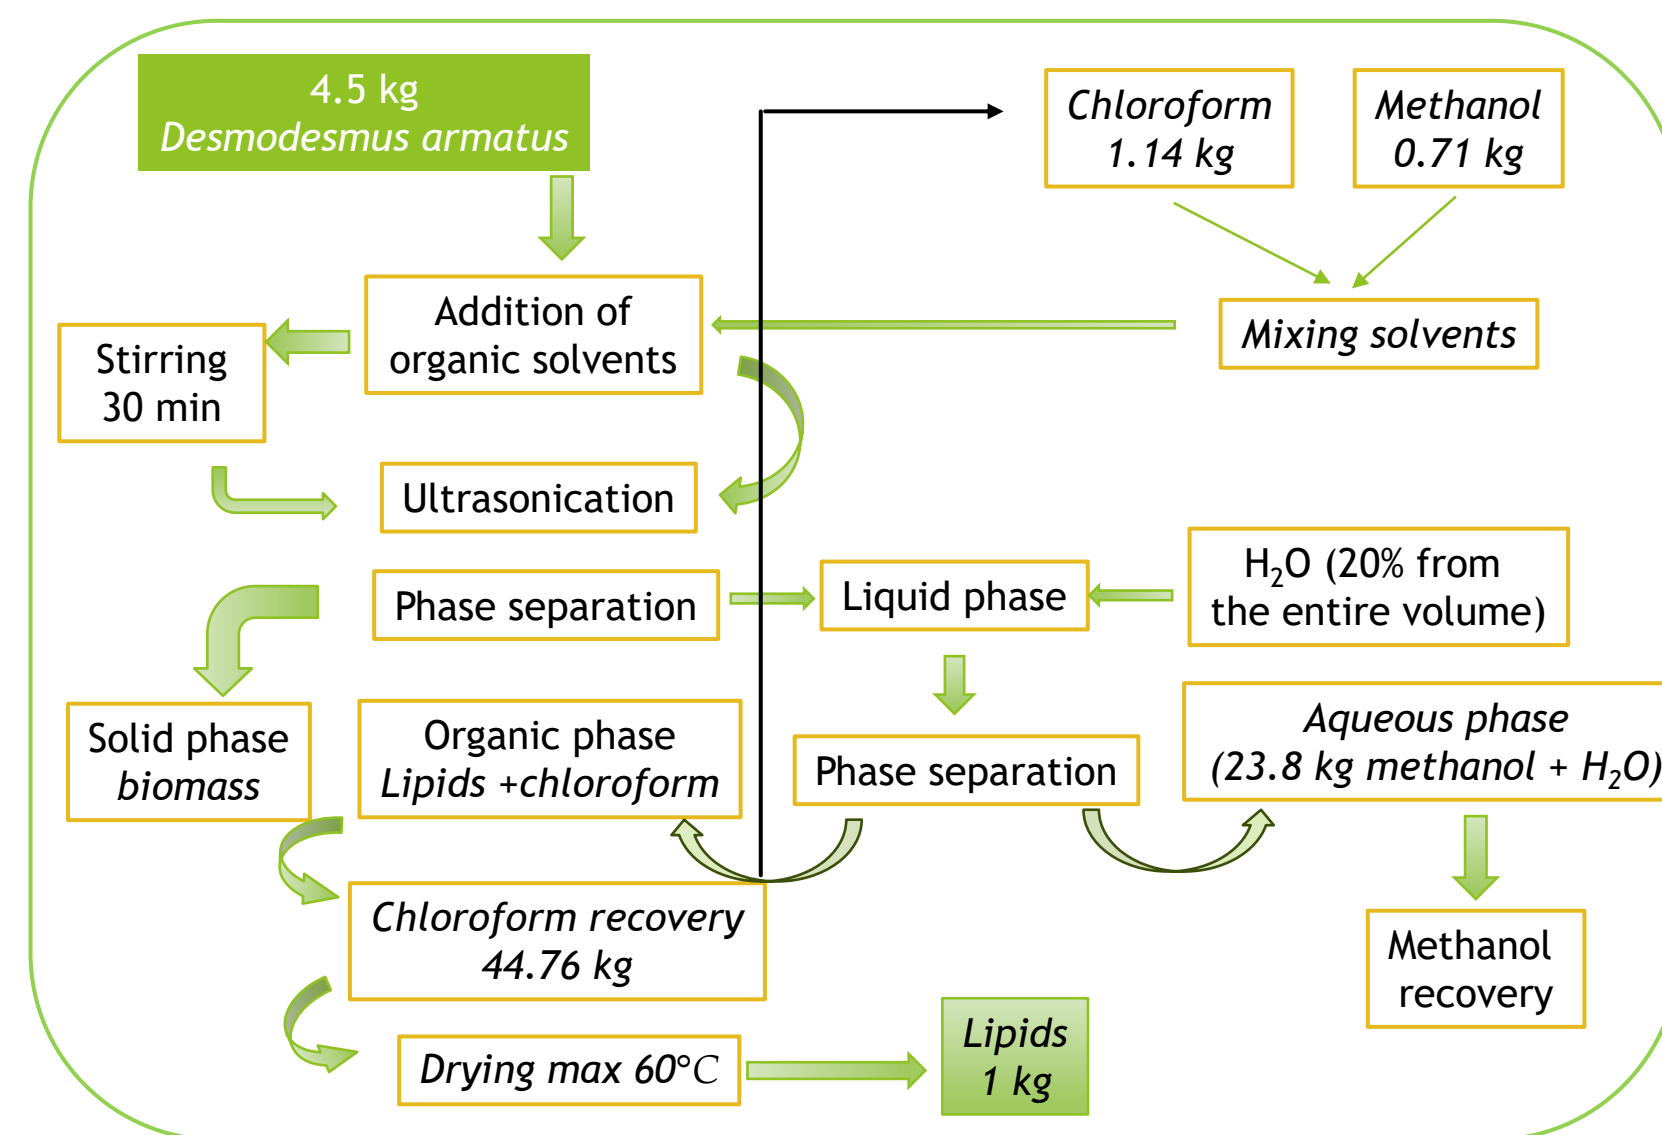 4.5 kg
Desmodesmus armatus
Chloroform
1.14 kg
Methanol
0.71 kg
Addition of
organic solvents
Mixing solvents
Stirring
30 min
Ultrasonication
Phase separation
Liquid phase
H₂O (20% from
the entire volume)
Solid phase
biomass
Organic phase
Lipids +chloroform
Phase separation
Aqueous phase
(23.8 kg methanol + H₂O)
Chloroform recovery
44.76 kg
Methanol
recovery
Drying max 60°C
Lipids
1 kg